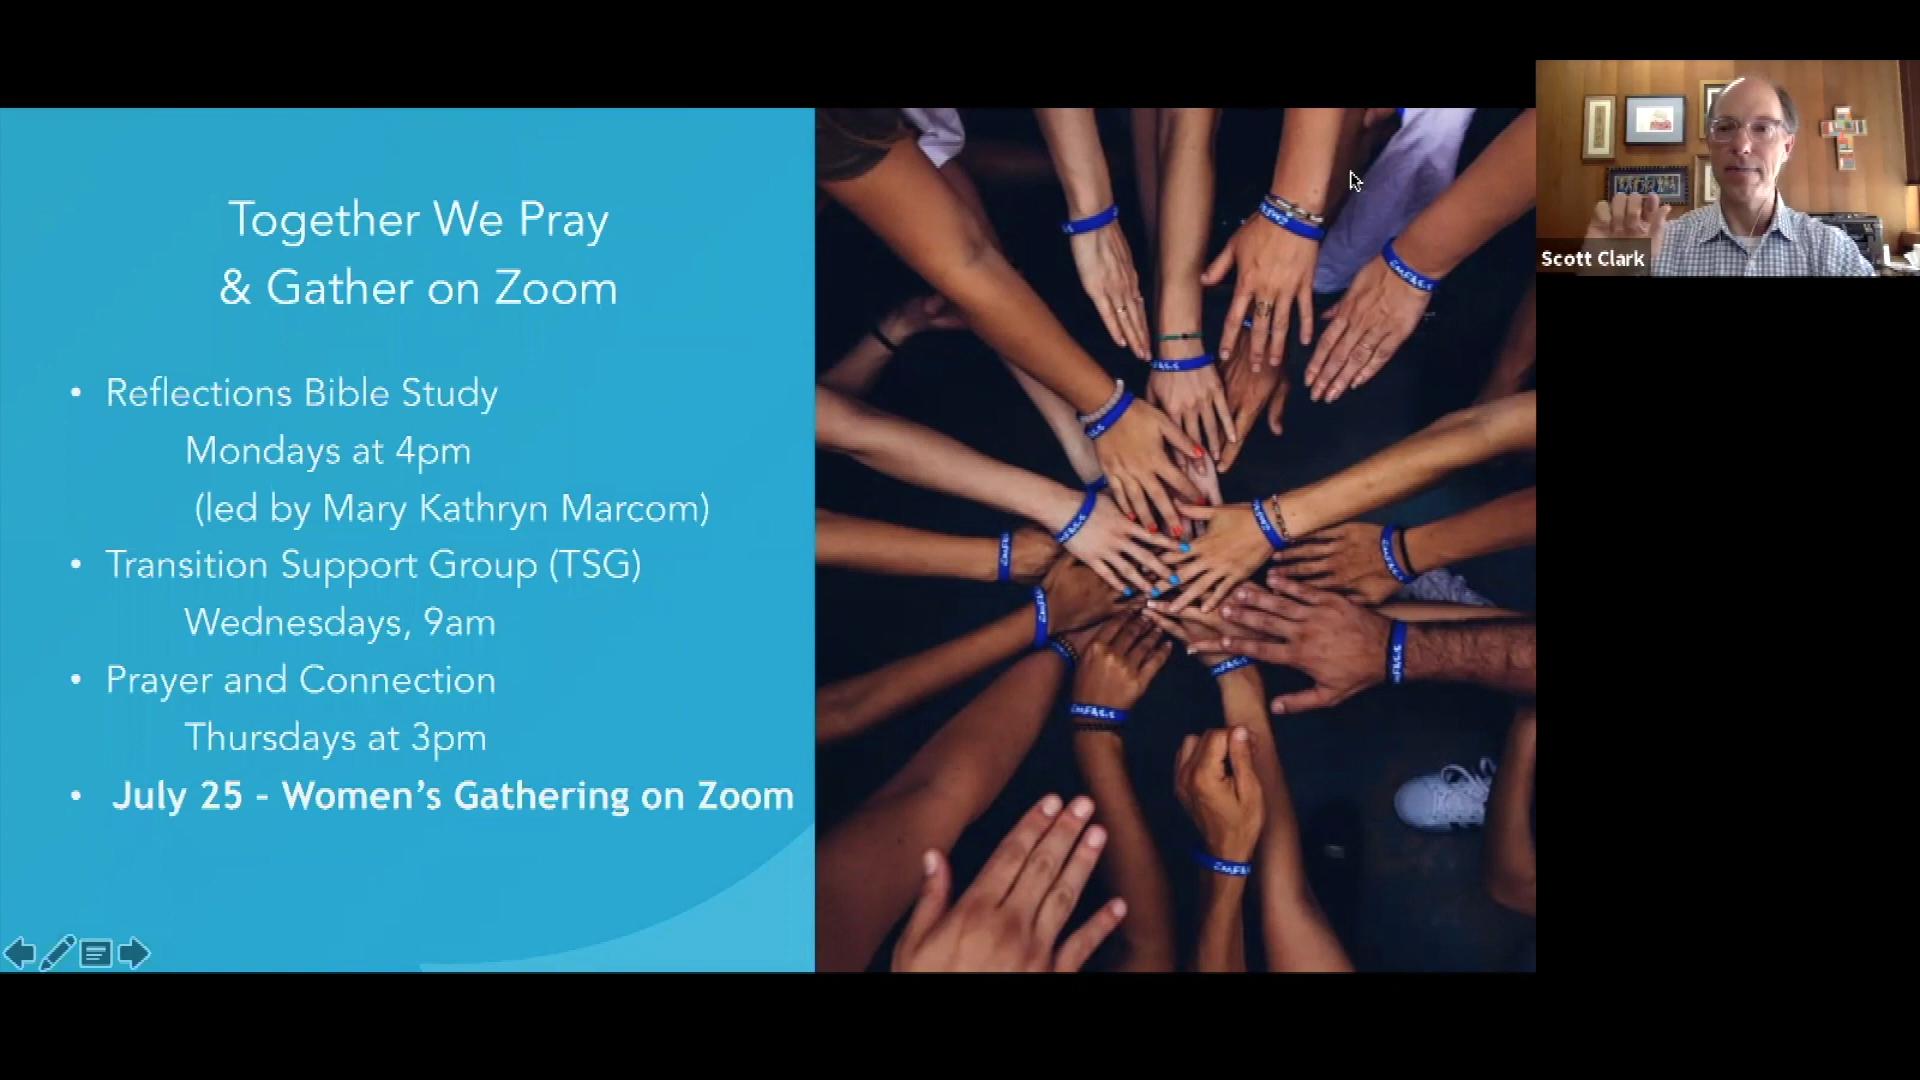 Together We Pray
& Gather on Zoom
• Reflections Bible Study
Mondays at 4pm
(led by Mary Kathryn Marcom)
• Transition Support Group (TSG)
Wednesdays, 9am
• Prayer and Connection
Thursdays at 3pm
• July 25 - Women's Gathering on Zoom
Scott Clark